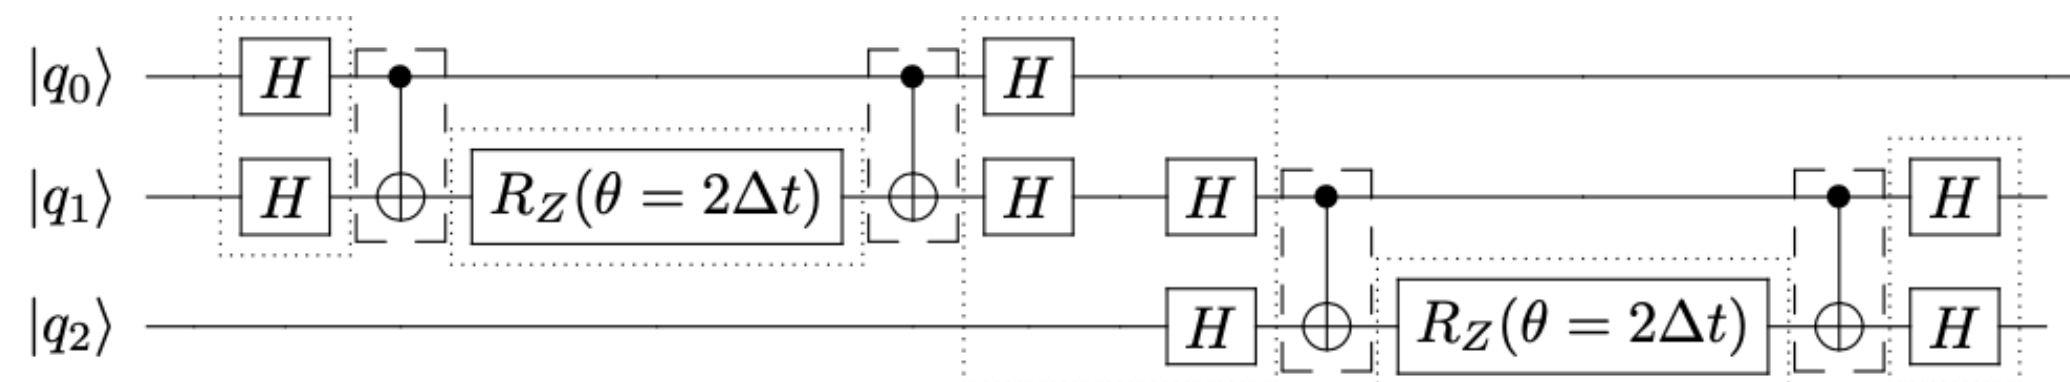 |q₀⟩ H H
|q₁⟩ H R_Z(θ = 2Δt) H H H
|q₂⟩ H R_Z(θ = 2Δt) H